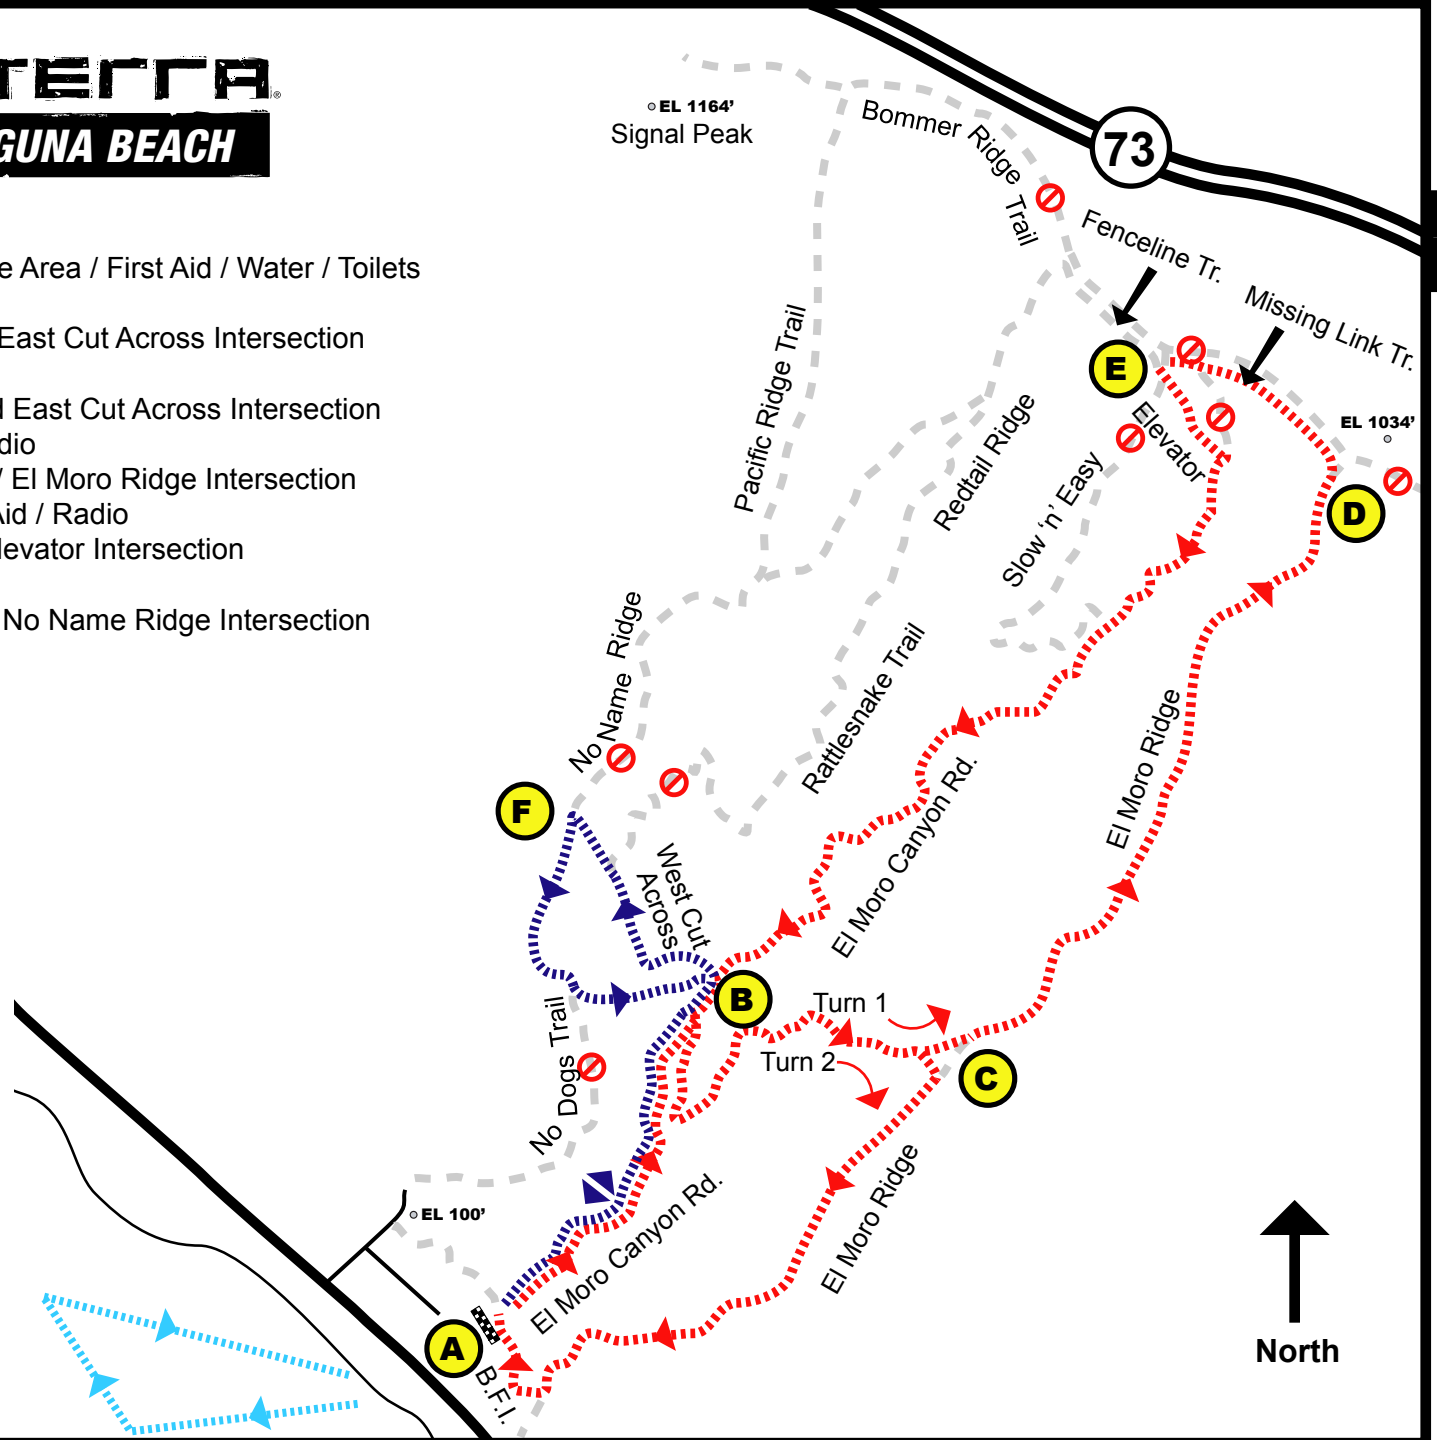 TERRA®
GUNA BEACH
e Area / First Aid / Water / Toilets
East Cut Across Intersection
d East Cut Across Intersection
dio
/ El Moro Ridge Intersection
Aid / Radio
levator Intersection
No Name Ridge Intersection
EL 1164’
Signal Peak
Bommer Ridge Trail
73
Fenceline Tr.
Missing Link Tr.
Pacific Ridge Trail
E
Elevator
EL 1034’
D
Redtail Ridge
Slow ‘n’ Easy
No Name Ridge
Rattlesnake Trail
El Moro Ridge
F
West Cut
Across
El Moro Canyon Rd.
B
Turn 1
Turn 2
C
No Dogs Trail
El Moro Canyon Rd.
El Moro Ridge
EL 100’
A
B.F.I.
North